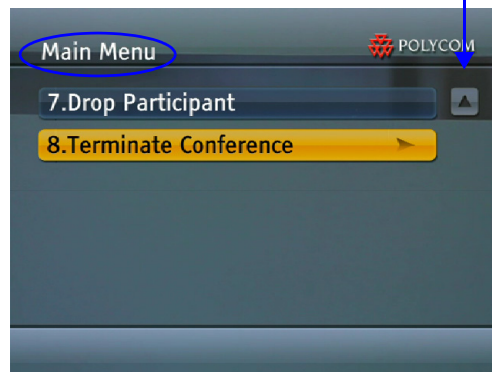 Main Menu
POLYCOM
7.Drop Participant
8.Terminate Conference